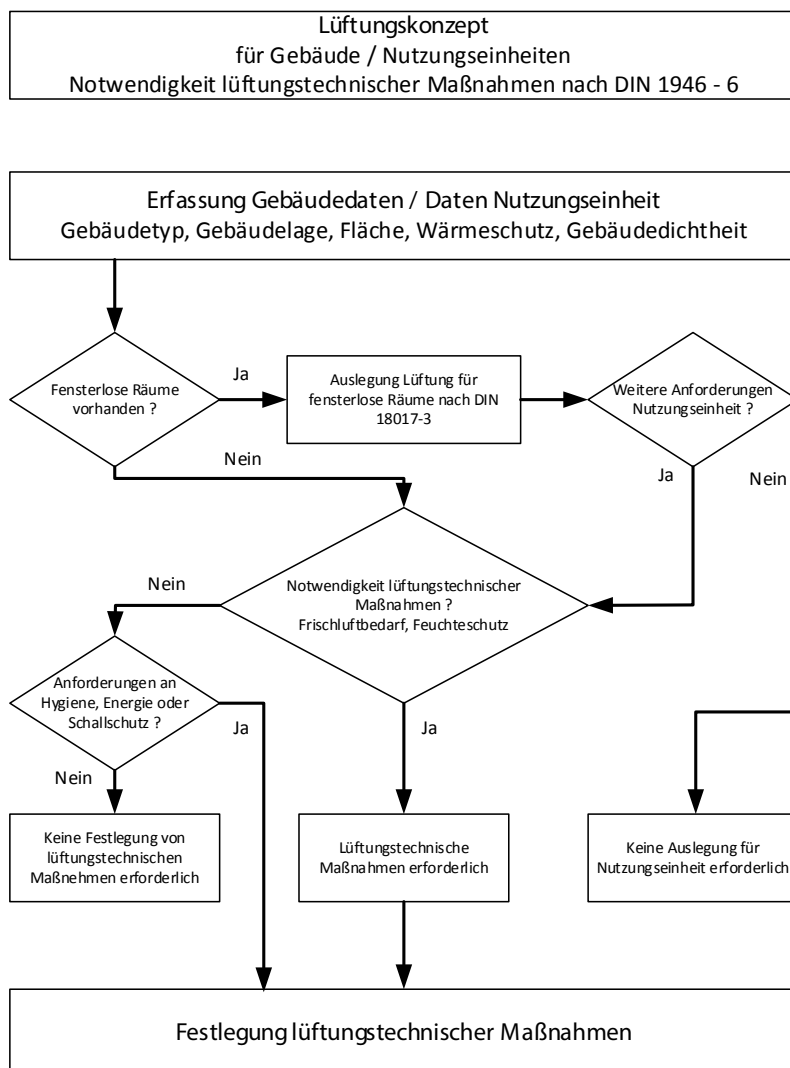 Lüftungskonzept
für Gebäude / Nutzungseinheiten
Notwendigkeit lüftungstechnischer Maßnahmen nach DIN 1946 - 6
Erfassung Gebäudedaten / Daten Nutzungseinheit
Gebäudetyp, Gebäudelage, Fläche, Wärmeschutz, Gebäudedichtheit
Fensterlose Räume
vorhanden ?
Ja
Auslegung Lüftung für
fensterlose Räume nach DIN
18017-3
Weitere Anforderungen
Nutzungseinheit ?
Nein
Ja
Nein
Nein
Notwendigkeit lüftungstechnischer
Maßnahmen ?
Frischluftbedarf, Feuchteschutz
Anforderungen an
Hygiene, Energie oder
Schallschutz ?
Ja
Ja
Nein
Keine Festlegung von
lüftungstechnischen
Maßnehmen erforderlich
Lüftungstechnische
Maßnahmen erforderlich
Keine Auslegung für
Nutzungseinheit erforderlich
Festlegung lüftungstechnischer Maßnahmen